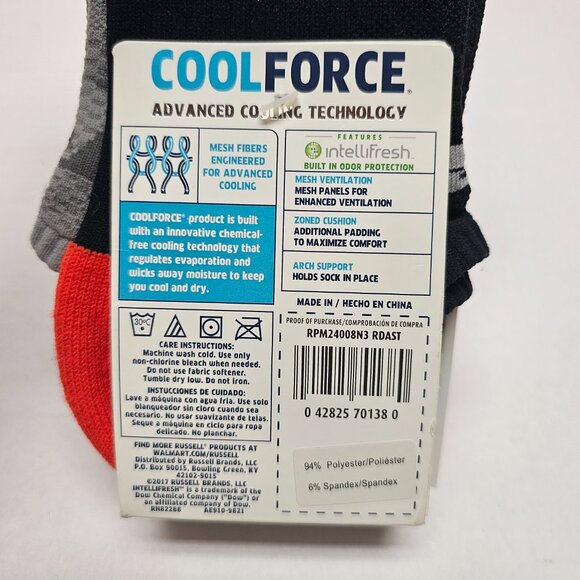 COOLFORCE®
ADVANCED COOLING TECHNOLOGY
MESH FIBERS
ENGINEERED
FOR ADVANCED
COOLING
COOLFORCE® product is built
with an innovative chemical-
free cooling technology that
regulates evaporation and
wicks away moisture to keep
you cool and dry.
FEATURES
intellifresh™
BUILT IN ODOR PROTECTION
MESH VENTILATION
MESH PANELS FOR
ENHANCED VENTILATION
ZONED CUSHION
ADDITIONAL PADDING
TO MAXIMIZE COMFORT
ARCH SUPPORT
HOLDS SOCK IN PLACE
MADE IN / HECHO EN CHINA
30°C
CARE INSTRUCTIONS:
Machine wash cold. Use only
non-chlorine bleach when needed.
Do not use fabric softener.
Tumble dry low. Do not iron.
INSTUCCIONES DE CUIDADO:
Lave a máquina con agua fria. Use solo
blanqueador sin cloro cuando sea
necesario. No usar suavizante de telas.
Seque a máquina en ciclo para ropa
delicado. No planchar.
FIND MORE RUSSELL® PRODUCTS AT
WALMART.COM/RUSSELL
Distributed by Russell Brands, LLC
P.O. Box 90015, Bowling Green, KY
42102-9015
©2017 RUSSELL BRANDS, LLC
INTELLIFRESH™ is a trademark of the
Dow Chemical Company ("Dow") or
an affiliated company of Dow.
RN82288 AE910-9821
PROOF OF PURCHASE/COMPROBACIÓN DE COMPRA
RPM24008N3 RDAST
0 42825 70138 0
94% Polyester/Poliéster
6% Spandex/Spandex